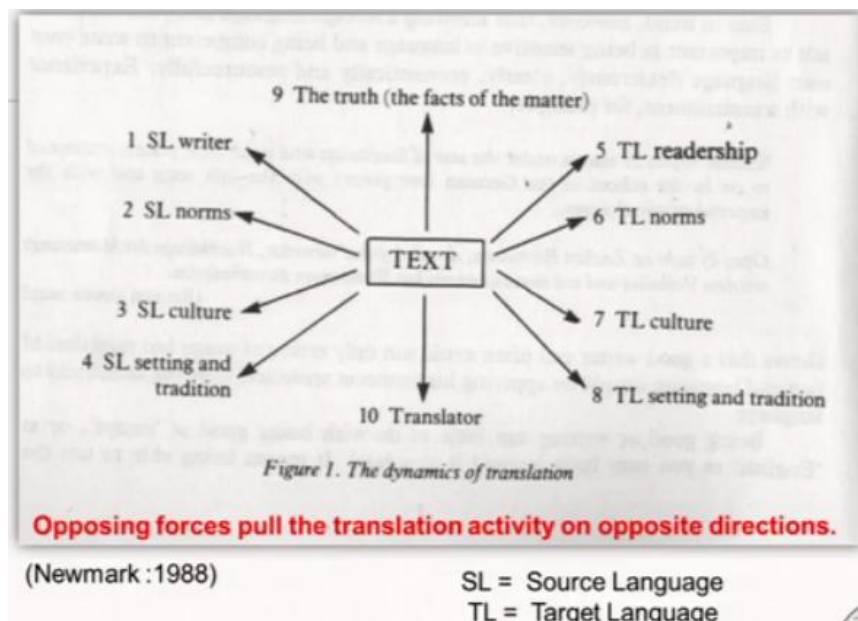 9 The truth (the facts of the matter)
1 SL writer
5 TL readership
2 SL norms
6 TL norms
TEXT
3 SL culture
7 TL culture
4 SL setting and
tradition
8 TL setting and tradition
10 Translator
Figure 1. The dynamics of translation
Opposing forces pull the translation activity on opposite directions.
(Newmark :1988)
SL = Source Language
TL = Target Language